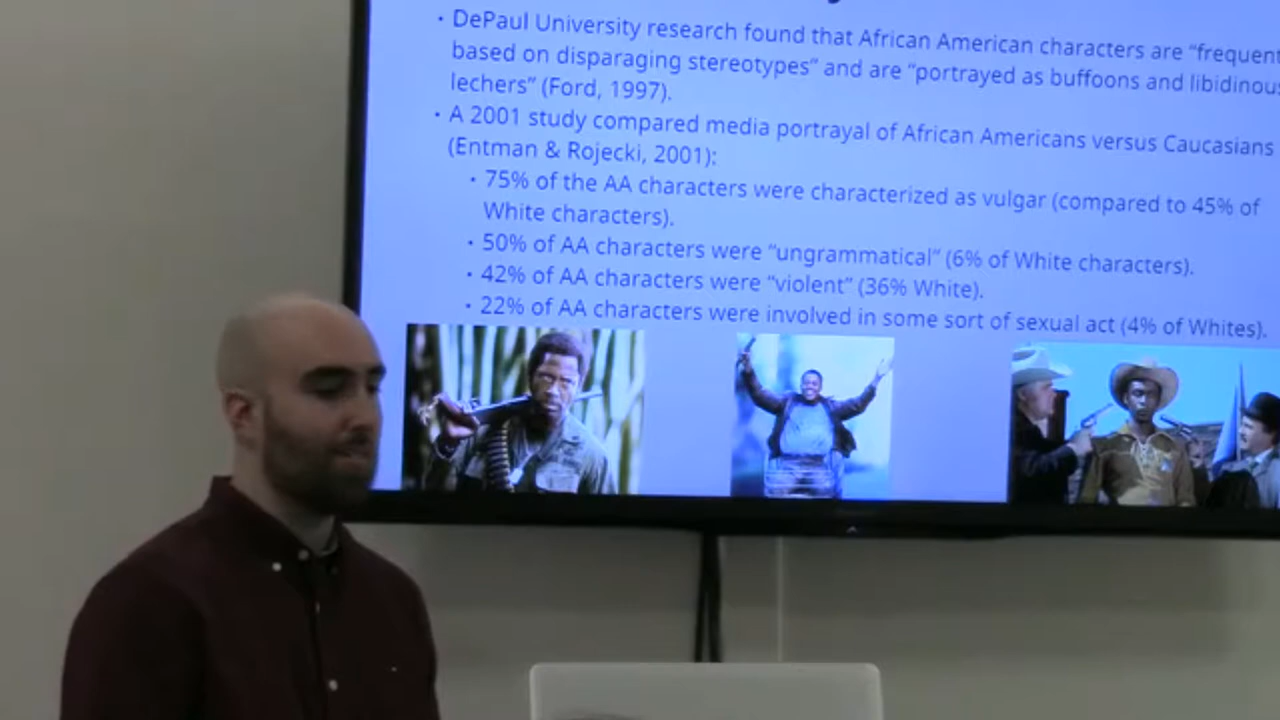 • DePaul University research found that African American characters are “frequent
based on disparaging stereotypes” and are “portrayed as buffoons and libidinous
lechers” (Ford, 1997).
• A 2001 study compared media portrayal of African Americans versus Caucasians
(Entman & Rojecki, 2001):
• 75% of the AA characters were characterized as vulgar (compared to 45% of
White characters).
• 50% of AA characters were “ungrammatical” (6% of White characters).
• 42% of AA characters were “violent” (36% White).
• 22% of AA characters were involved in some sort of sexual act (4% of Whites).